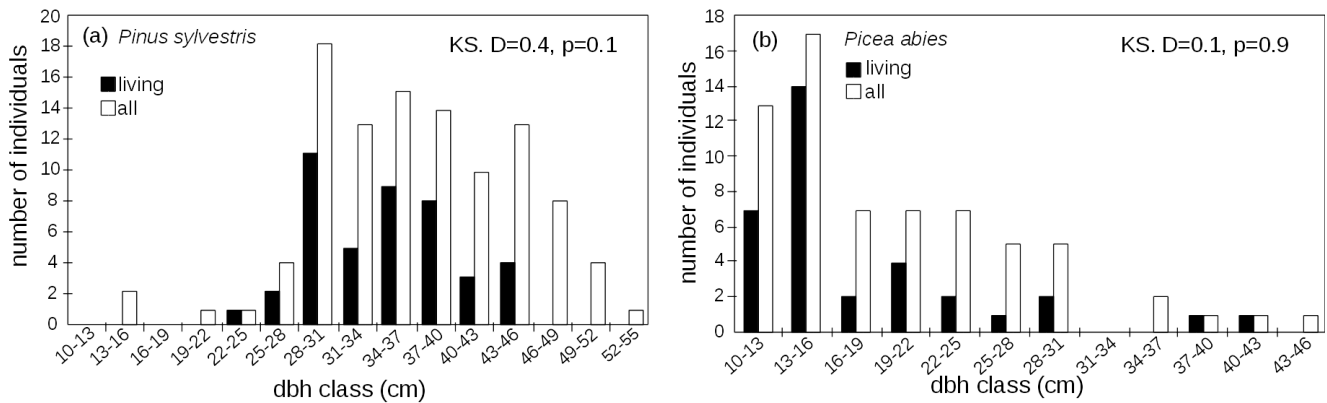 (a) Pinus sylvestris
KS. D=0.4, p=0.1
living
all
number of individuals
20
18
16
14
12
10
8
6
4
2
0
10-13 13-16 16-19 19-22 22-25 25-28 28-31 31-34 34-37 37-40 40-43 43-46 46-49 49-52 52-55
dbh class (cm)
(b) Picea abies
KS. D=0.1, p=0.9
living
all
number of individuals
18
16
14
12
10
8
6
4
2
0
10-13 13-16 16-19 19-22 22-25 25-28 28-31 31-34 34-37 37-40 40-43 43-46
dbh class (cm)